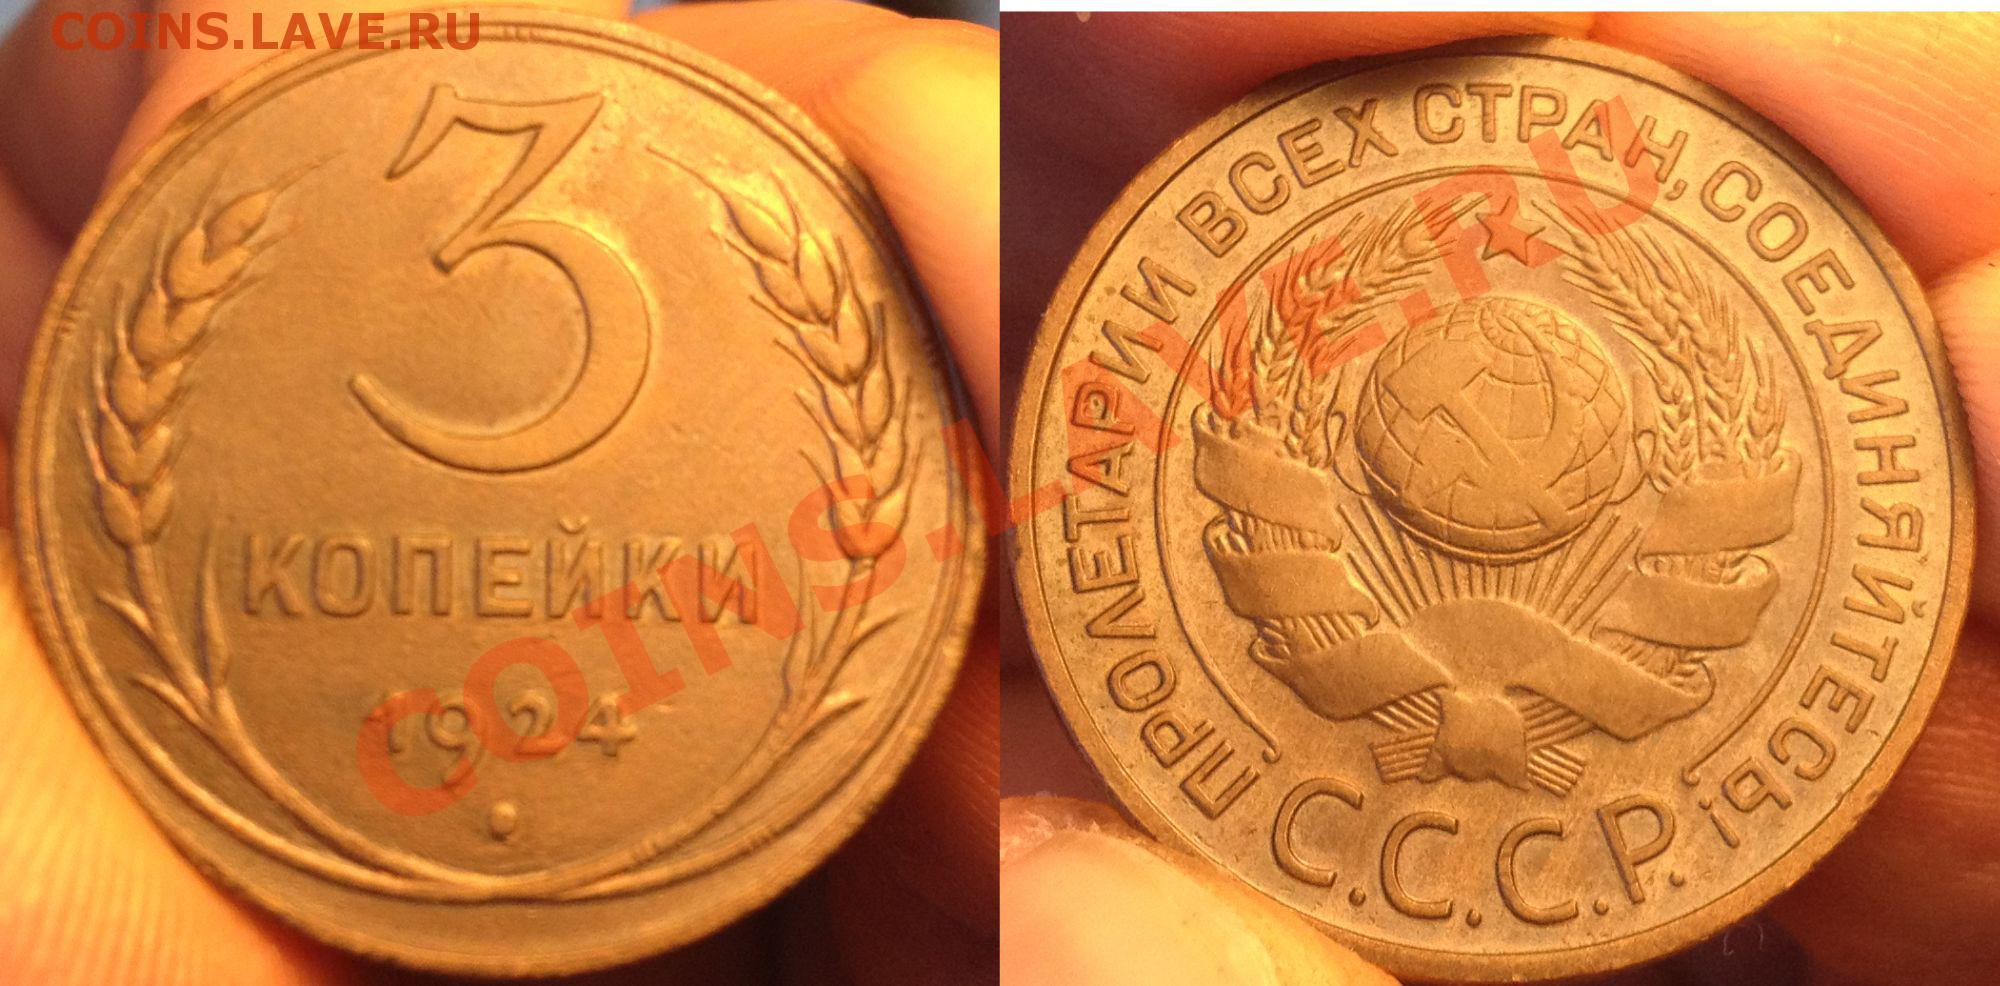 COINS.LAVE.RU
3
КОПЕЙКИ
1924
ПРОЛЕТАРИИ ВСЕХ СТРАН, СОЕДИНЯЙТЕСЬ!
С.С.С.Р.
COINS.LAVE.RU